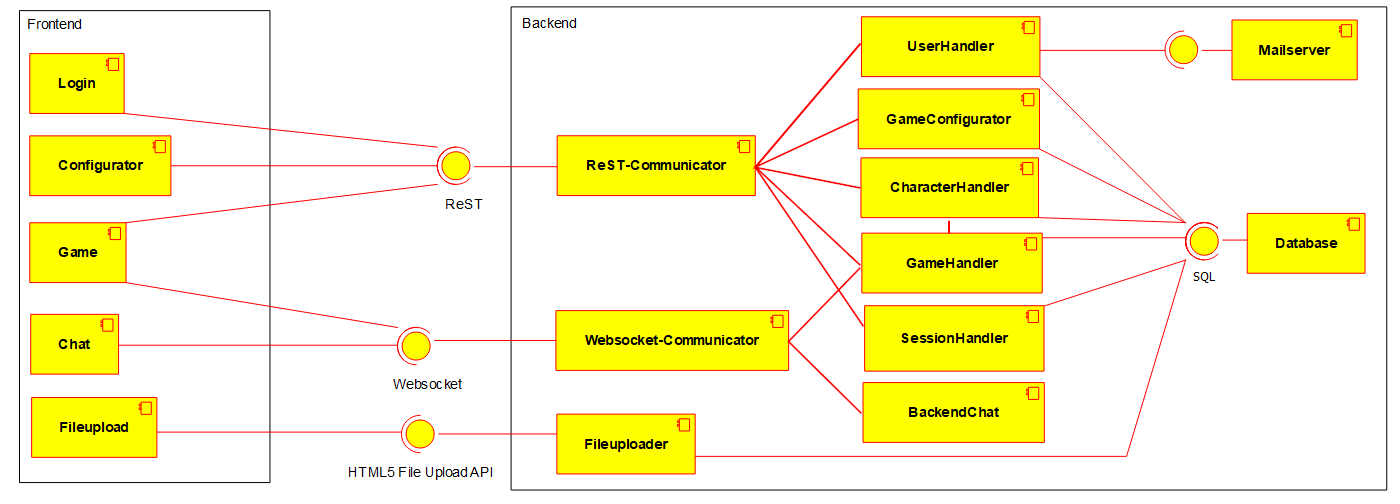 Frontend
Login
Configurator
Game
Chat
Fileupload
ReST
Websocket
HTML5 File Upload API
Backend
ReST-Communicator
Websocket-Communicator
Fileuploader
UserHandler
GameConfigurator
CharacterHandler
GameHandler
SessionHandler
BackendChat
Mailserver
SQL
Database